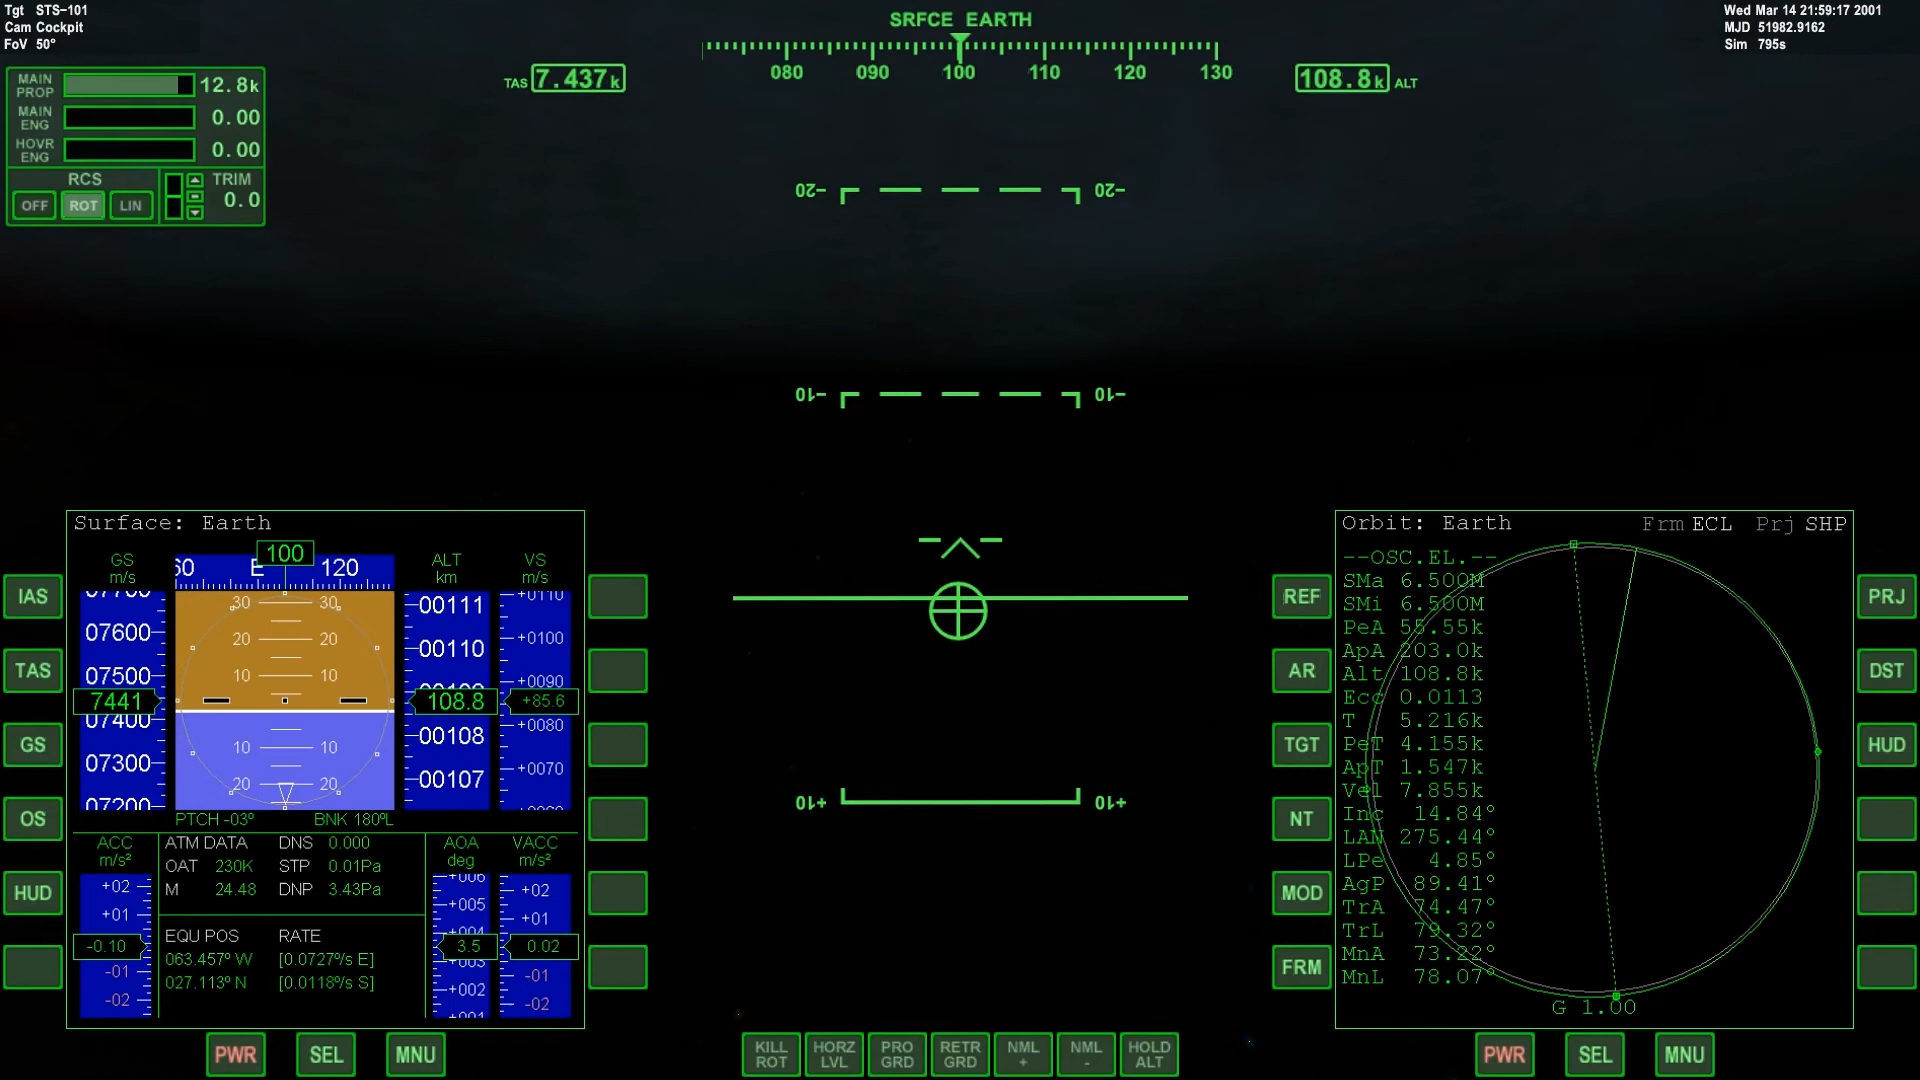 Tgt STS-101
Cam Cockpit
FoV 50°
Wed Mar 14 21:59:17 2001
MJD 51982.9162
Sim 795s
SRFCE EARTH
080 090 100 110 120 130
TAS 7.437k
108.8k ALT
MAIN PROP 12.8k
MAIN ENG 0.00
HOVR ENG 0.00
RCS TRIM
OFF ROT LIN 0.0
-20 -20
-10 -10
+10 +10
Surface: Earth
GS m/s 100 ALT km VS m/s
60 E 120
07700 07600 07500 7441 07400 07300 07200
30 30
20 20
10 10
10 10
20 20
00111 00110 108.8 00108 00107
+0110 +0100 +0090 +85.6 +0080 +0070
PTCH -03° BNK 180°L
ACC m/s²
+02 +01 -0.10 -01 -02
ATM DATA DNS 0.000
OAT 230K STP 0.01Pa
M 24.48 DNP 3.43Pa
EQU POS RATE
063.457° W [0.0727°/s E]
027.113° N [0.0118°/s S]
AOA deg
+006 +005 +004 3.5 +003 +002 +001
VACC m/s²
+02 +01 0.02 -01 -02
IAS
TAS
GS
OS
HUD
PWR SEL MNU
KILL ROT
HORZ LVL
PRO GRD
RETR GRD
NML +
NML -
HOLD ALT
Orbit: Earth Frm ECL Prj SHP
--OSC.EL.--
SMa 6.500M
SMi 6.500M
PeA 55.55k
ApA 203.0k
Alt 108.8k
Ecc 0.0113
T 5.216k
PeT 4.155k
ApT 1.547k
Vel 7.855k
Inc 14.84°
LAN 275.44°
LPe 4.85°
AgP 89.41°
TrA 74.47°
TrL 79.32°
MnA 73.22°
MnL 78.07°
G 1.00
REF
AR
TGT
NT
MOD
FRM
PRJ
DST
HUD
PWR SEL MNU